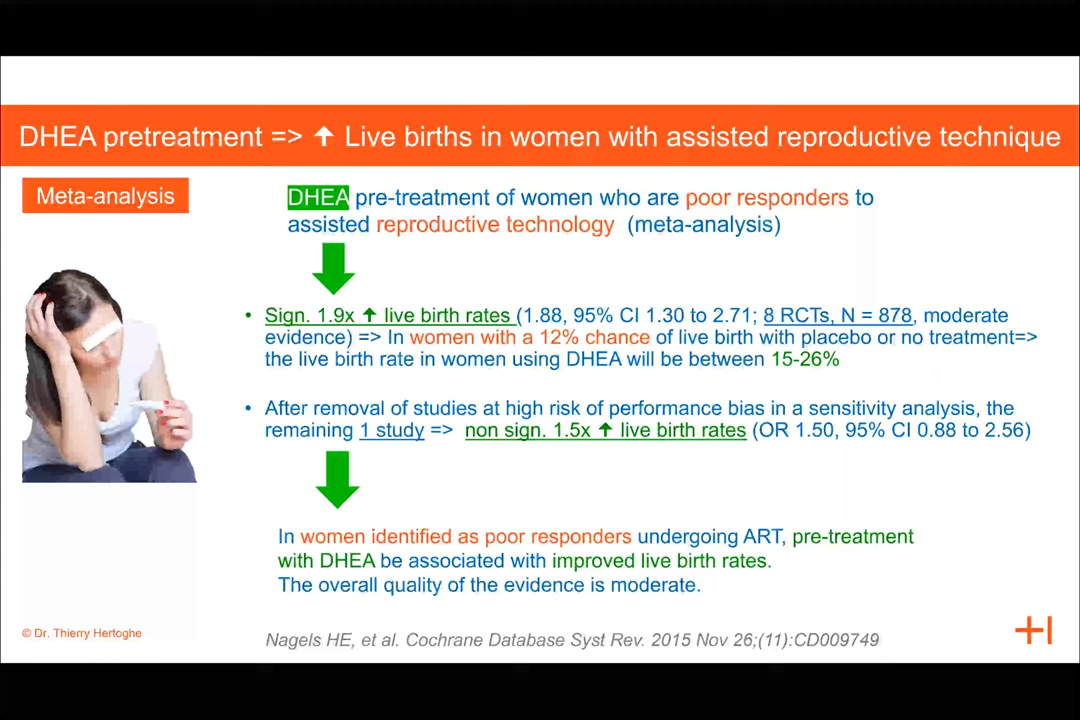 DHEA pretreatment => ↑ Live births in women with assisted reproductive technique
Meta-analysis
DHEA pre-treatment of women who are poor responders to
assisted reproductive technology (meta-analysis)
• Sign. 1.9x ↑ live birth rates (1.88, 95% CI 1.30 to 2.71; 8 RCTs, N = 878, moderate
evidence) => In women with a 12% chance of live birth with placebo or no treatment=>
the live birth rate in women using DHEA will be between 15-26%
• After removal of studies at high risk of performance bias in a sensitivity analysis, the
remaining 1 study => non sign. 1.5x ↑ live birth rates (OR 1.50, 95% CI 0.88 to 2.56)
In women identified as poor responders undergoing ART, pre-treatment
with DHEA be associated with improved live birth rates.
The overall quality of the evidence is moderate.
© Dr. Thierry Hertoghe
Nagels HE, et al. Cochrane Database Syst Rev. 2015 Nov 26;(11):CD009749